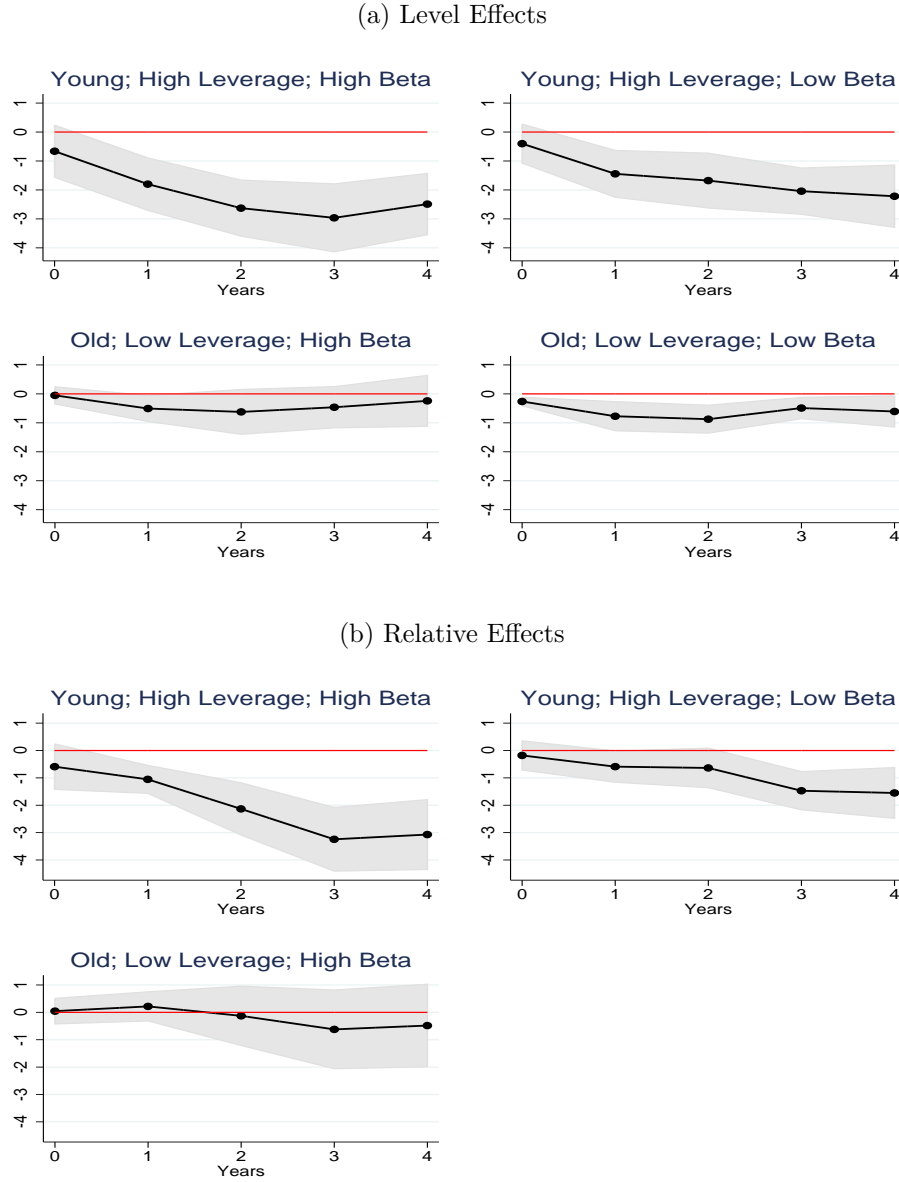 (a) Level Effects
Young; High Leverage; High Beta
1
0
-1
-2
-3
-4
0 1 2 3 4
Years
Young; High Leverage; Low Beta
1
0
-1
-2
-3
-4
0 1 2 3 4
Years
Old; Low Leverage; High Beta
1
0
-1
-2
-3
-4
0 1 2 3 4
Years
Old; Low Leverage; Low Beta
1
0
-1
-2
-3
-4
0 1 2 3 4
Years
(b) Relative Effects
Young; High Leverage; High Beta
1
0
-1
-2
-3
-4
0 1 2 3 4
Years
Young; High Leverage; Low Beta
1
0
-1
-2
-3
-4
0 1 2 3 4
Years
Old; Low Leverage; High Beta
1
0
-1
-2
-3
-4
0 1 2 3 4
Years